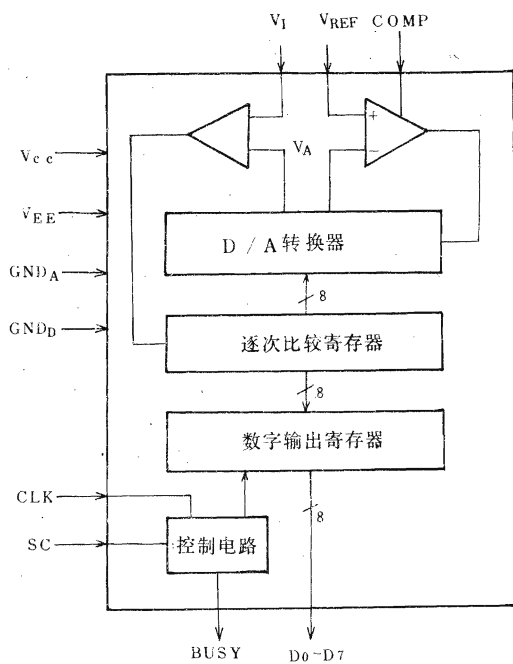 V_I V_REF COMP
+
V_A
−
V_cc
V_EE
D / A 转换器
GND_A
8
GND_D
逐次比较寄存器
8
数字输出寄存器
CLK
8
SC
控制电路
BUSY D0~D7